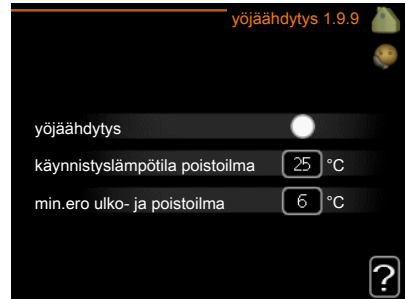 yöjäähdytys 1.9.9
yöjäähdytys
käynnistyslämpötila poistoilma 25 °C
min.ero ulko- ja poistoilma 6 °C
?